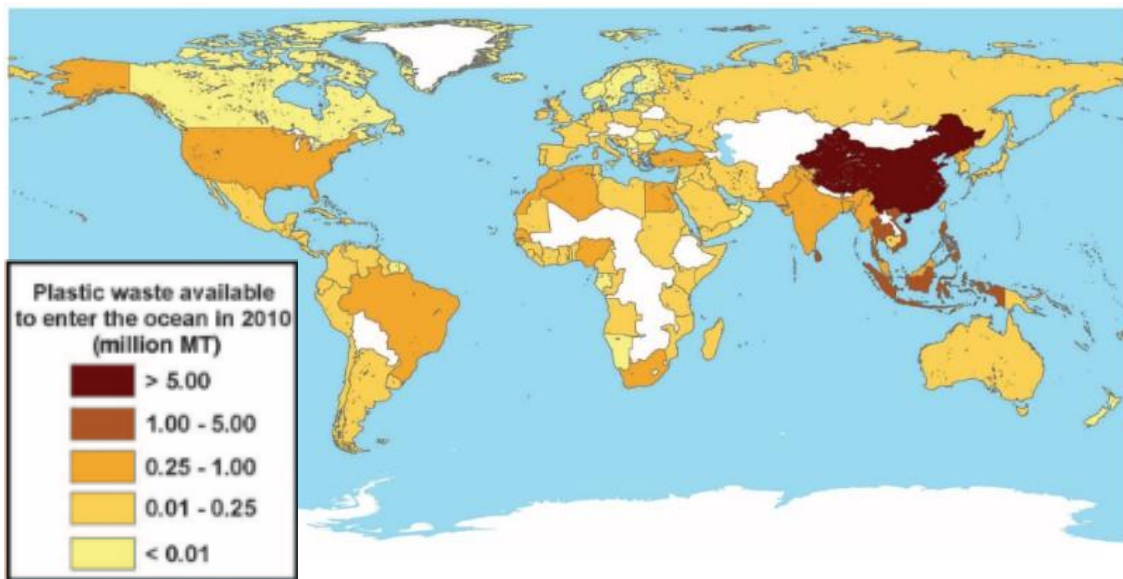 Plastic waste available
to enter the ocean in 2010
(million MT)
> 5.00
1.00 - 5.00
0.25 - 1.00
0.01 - 0.25
< 0.01